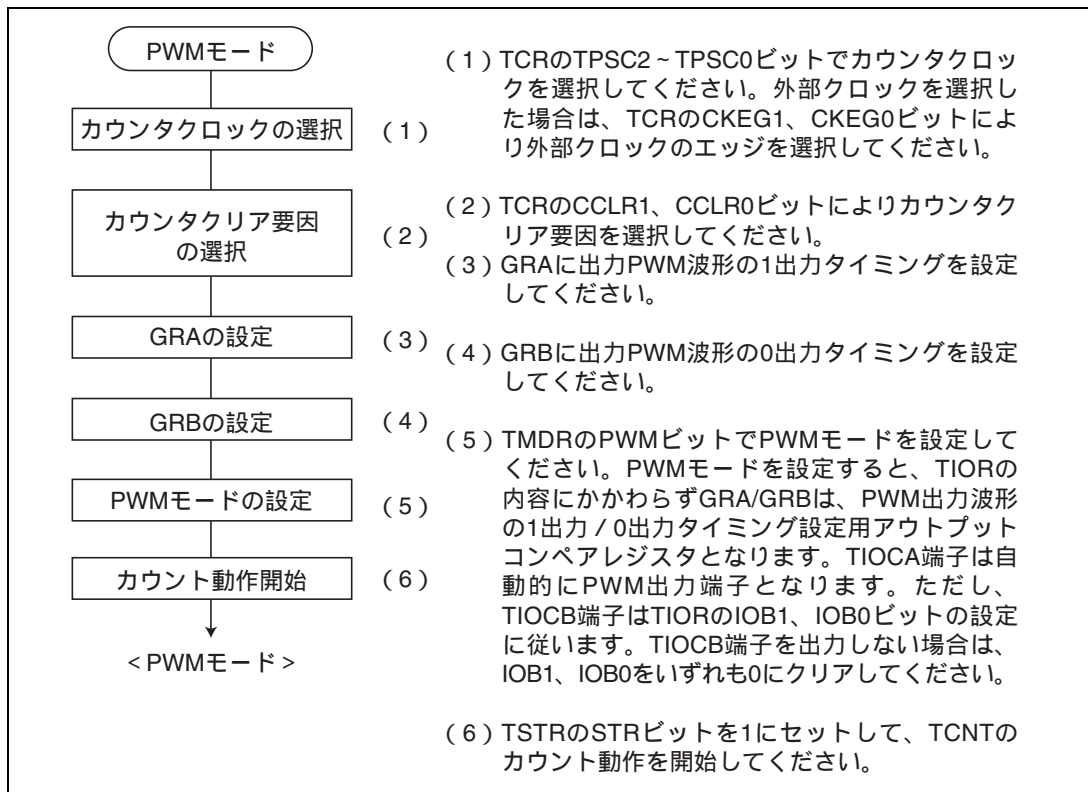 PWMモード
カウンタクロックの選択
(1)
カウンタクリア要因
の選択
(2)
GRAの設定
(3)
GRBの設定
(4)
PWMモードの設定
(5)
カウント動作開始
(6)
<PWMモード>
(1)TCRのTPSC2~TPSC0ビットでカウンタクロッ
クを選択してください。外部クロックを選択し
た場合は、TCRのCKEG1、CKEG0ビットによ
り外部クロックのエッジを選択してください。
(2)TCRのCCLR1、CCLR0ビットによりカウンタク
リア要因を選択してください。
(3)GRAに出力PWM波形の1出力タイミングを設定
してください。
(4)GRBに出力PWM波形の0出力タイミングを設定
してください。
(5)TMDRのPWMビットでPWMモードを設定して
ください。PWMモードを設定すると、TIORの
内容にかかわらずGRA/GRBは、PWM出力波形
の1出力/0出力タイミング設定用アウトプット
コンペアレジスタとなります。TIOCA端子は自
動的にPWM出力端子となります。ただし、
TIOCB端子はTIORのIOB1、IOB0ビットの設定
に従います。TIOCB端子を出力しない場合は、
IOB1、IOB0をいずれも0にクリアしてください。
(6)TSTRのSTRビットを1にセットして、TCNTの
カウント動作を開始してください。